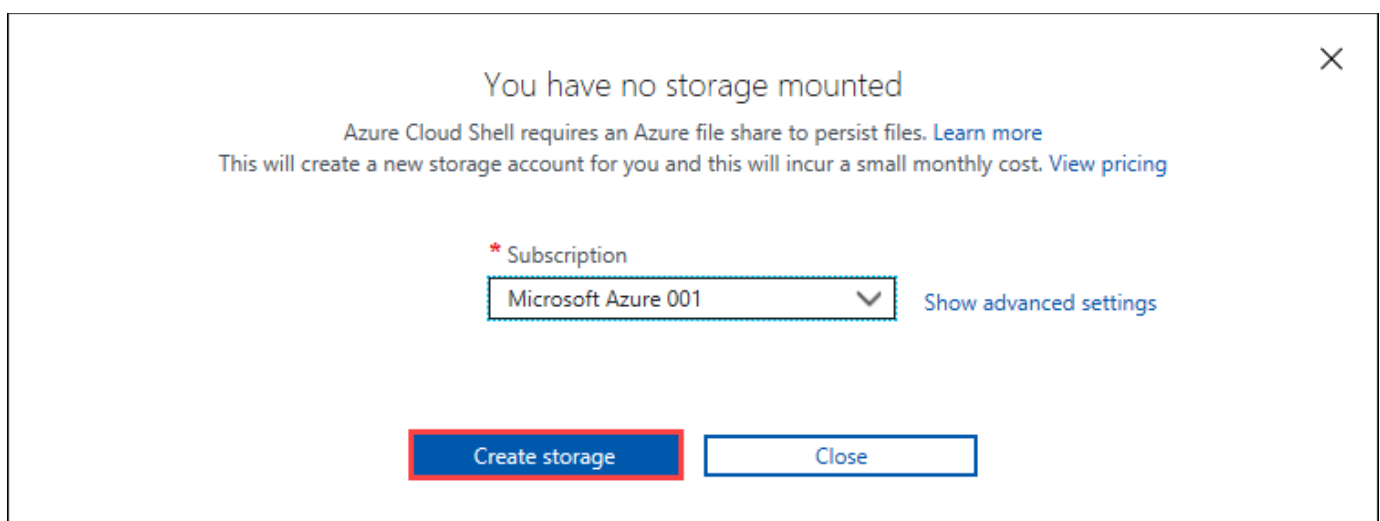 You have no storage mounted
Azure Cloud Shell requires an Azure file share to persist files. Learn more
This will create a new storage account for you and this will incur a small monthly cost. View pricing
* Subscription
Microsoft Azure 001
Show advanced settings
Create storage
Close